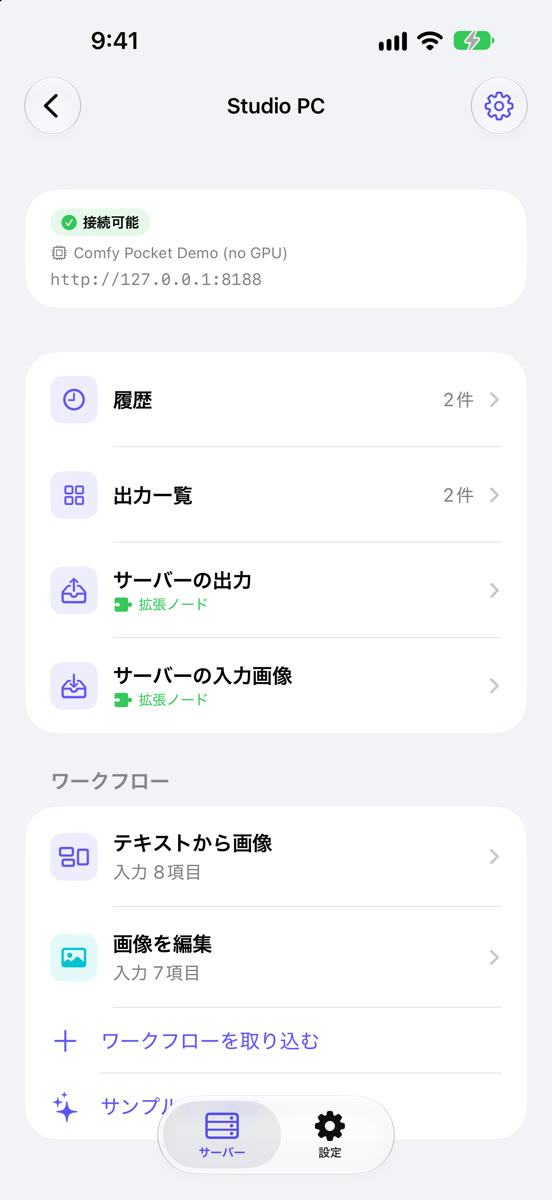 9:41
Studio PC
接続可能
Comfy Pocket Demo (no GPU)
http://127.0.0.1:8188
履歴
2件
出力一覧
2件
サーバーの出力
拡張ノード
サーバーの入力画像
拡張ノード
ワークフロー
テキストから画像
入力 8項目
画像を編集
入力 7項目
ワークフローを取り込む
サンプル
サーバー
設定